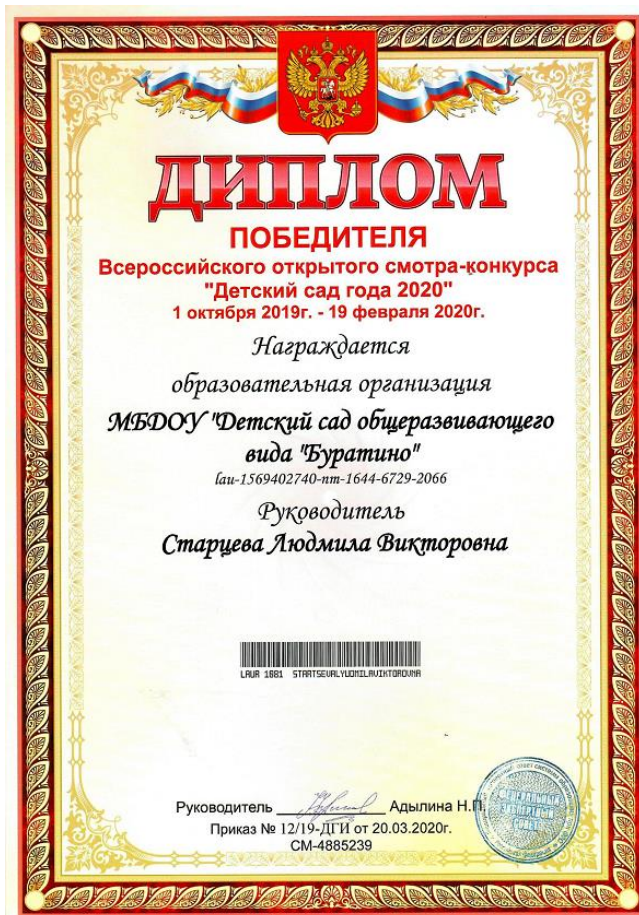 ДИПЛОМ
ПОБЕДИТЕЛЯ
Всероссийского открытого смотра-конкурса
"Детский сад года 2020"
1 октября 2019г. - 19 февраля 2020г.
Награждается
образовательная организация
МБДОУ "Детский сад общеразвивающего
вида "Буратино"
lau-1569402740-nm-1644-6729-2066
Руководитель
Старцева Людмила Викторовна
LAUR 1681 STARTSEVALYUDMILAVIKTOROVNA
Руководитель Адылина Н.П.
Приказ № 12/19-ДГИ от 20.03.2020г.
СМ-4885239